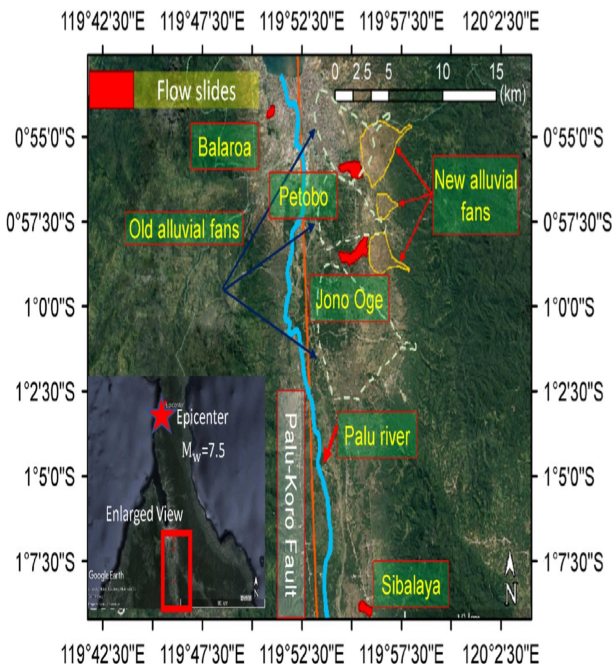 119°42'30"E 119°47'30"E 119°52'30"E 119°57'30"E 120°2'30"E
Flow slides
0 2.5 5 10 15
(km)
0°55'0"S
0°55'0"S
Balaroa
New alluvial
fans
Petobo
0°57'30"S
0°57'30"S
Old alluvial fans
Jono Oge
1°0'0"S
1°0'0"S
1°2'30"S
1°2'30"S
Epicenter
Epicenter
Mw=7.5
Palu-Koro Fault
Palu river
1°5'0"S
1°5'0"S
Enlarged View
1°7'30"S
1°7'30"S
Google Earth
Sibalaya
N
119°42'30"E 119°47'30"E 119°52'30"E 119°57'30"E 120°2'30"E